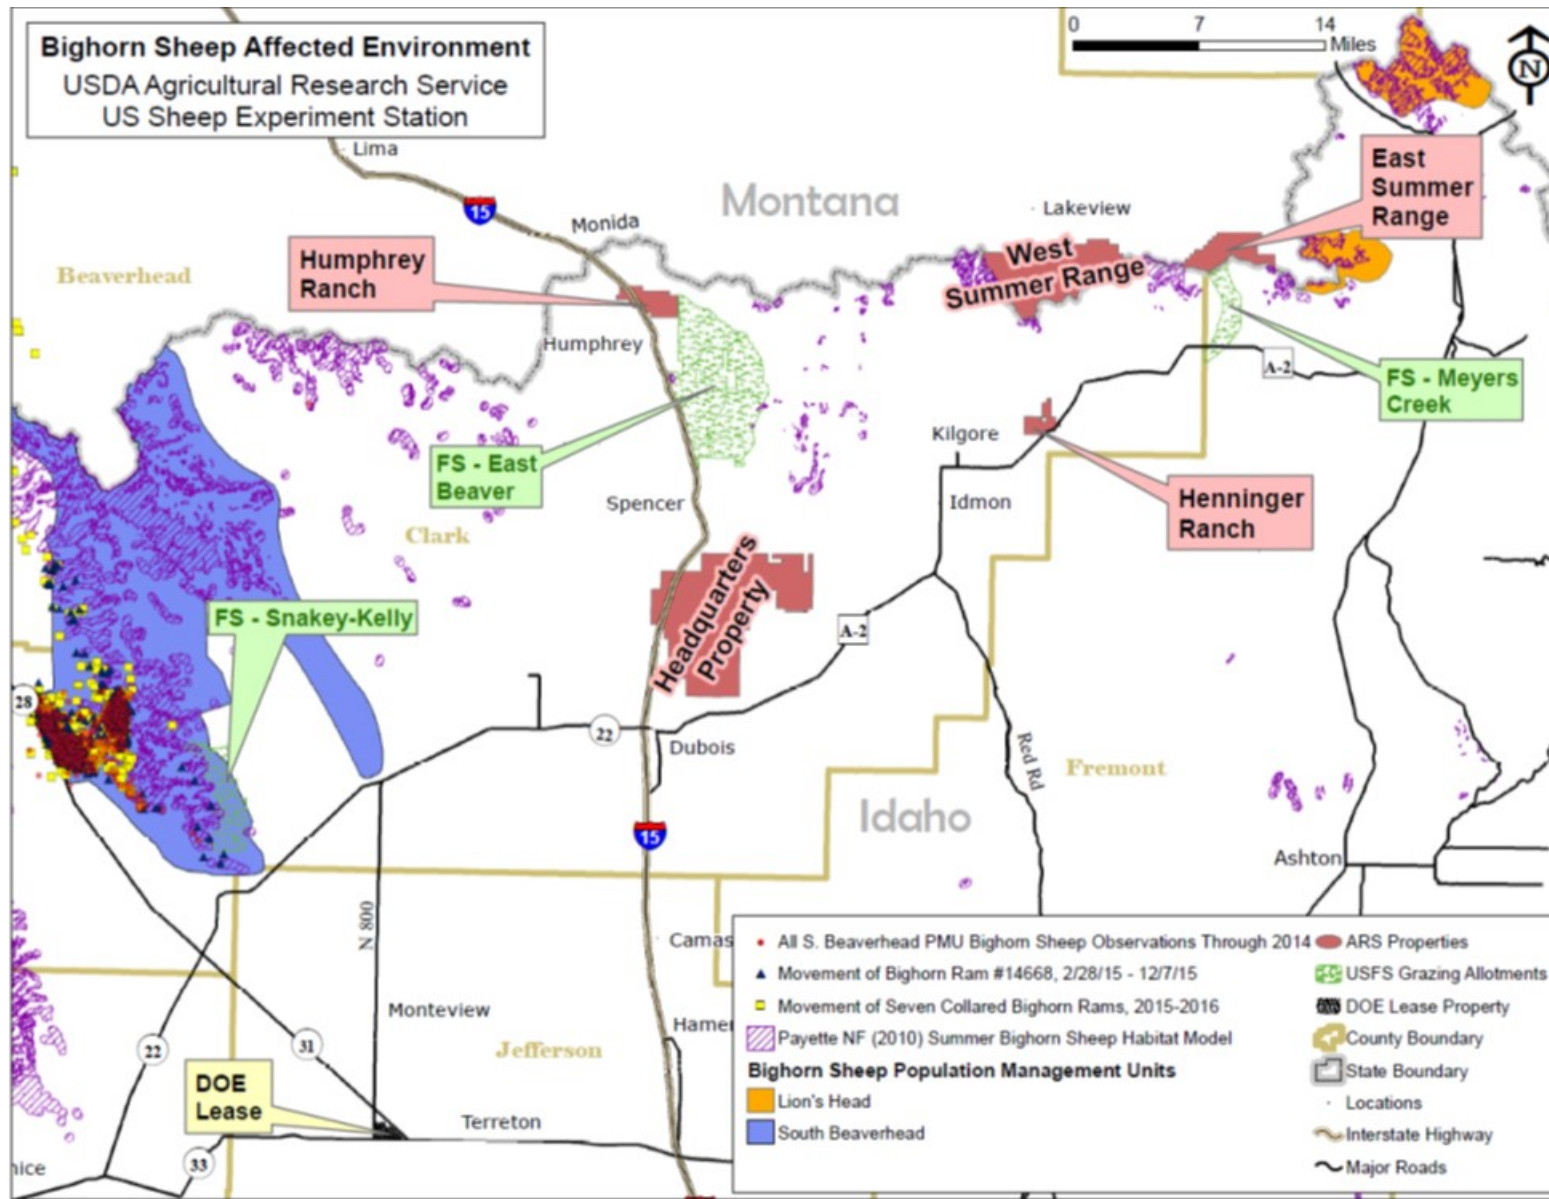 Bighorn Sheep Affected Environment
USDA Agricultural Research Service
US Sheep Experiment Station
0 7 14
Miles
N
Lima
15
Montana
Monida
Lakeview
East
Summer
Range
Beaverhead
Humphrey
Ranch
West
Summer Range
Humphrey
A-2
FS - Meyers
Creek
Kilgore
FS - East
Beaver
Spencer
Idmon
Henninger
Ranch
Clark
Headquarters
Property
FS - Snakey-Kelly
A-2
28
22
Dubois
Red Rd
Fremont
Idaho
15
Ashton
N 800
Camas
Monteview
Hamer
Jefferson
22
31
DOE
Lease
Terreton
33
nice
All S. Beaverhead PMU Bighorn Sheep Observations Through 2014
Movement of Bighorn Ram #14668, 2/28/15 - 12/7/15
Movement of Seven Collared Bighorn Rams, 2015-2016
Payette NF (2010) Summer Bighorn Sheep Habitat Model
Bighorn Sheep Population Management Units
Lion's Head
South Beaverhead
ARS Properties
USFS Grazing Allotments
DOE Lease Property
County Boundary
State Boundary
Locations
Interstate Highway
Major Roads